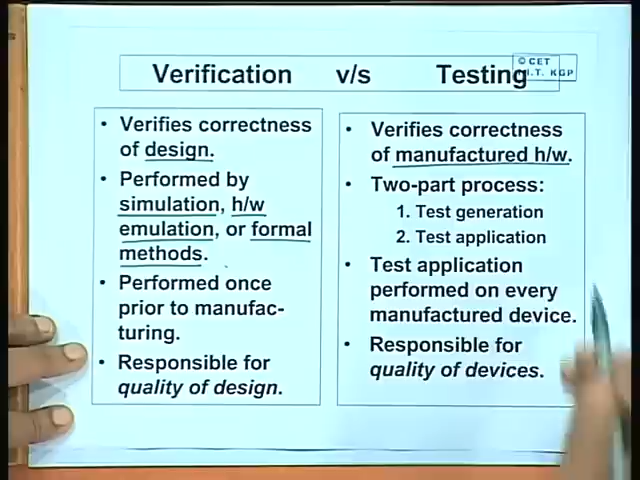 Verification v/s Testing
© CET
I.T. KGP
• Verifies correctness
of design.
• Performed by
simulation, h/w
emulation, or formal
methods.
• Performed once
prior to manufac-
turing.
• Responsible for
quality of design.
• Verifies correctness
of manufactured h/w.
• Two-part process:
1. Test generation
2. Test application
• Test application
performed on every
manufactured device.
• Responsible for
quality of devices.